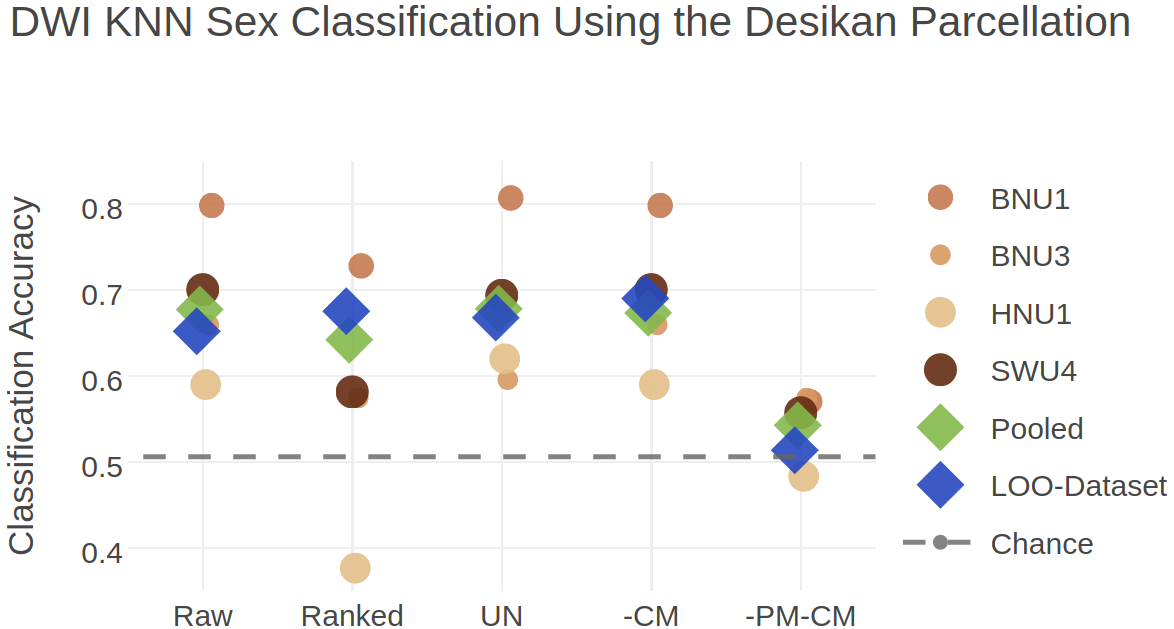 DWI KNN Sex Classification Using the Desikan Parcellation
Classification Accuracy
0.8
0.7
0.6
0.5
0.4
Raw
Ranked
UN
-CM
-PM-CM
BNU1
BNU3
HNU1
SWU4
Pooled
LOO-Dataset
Chance